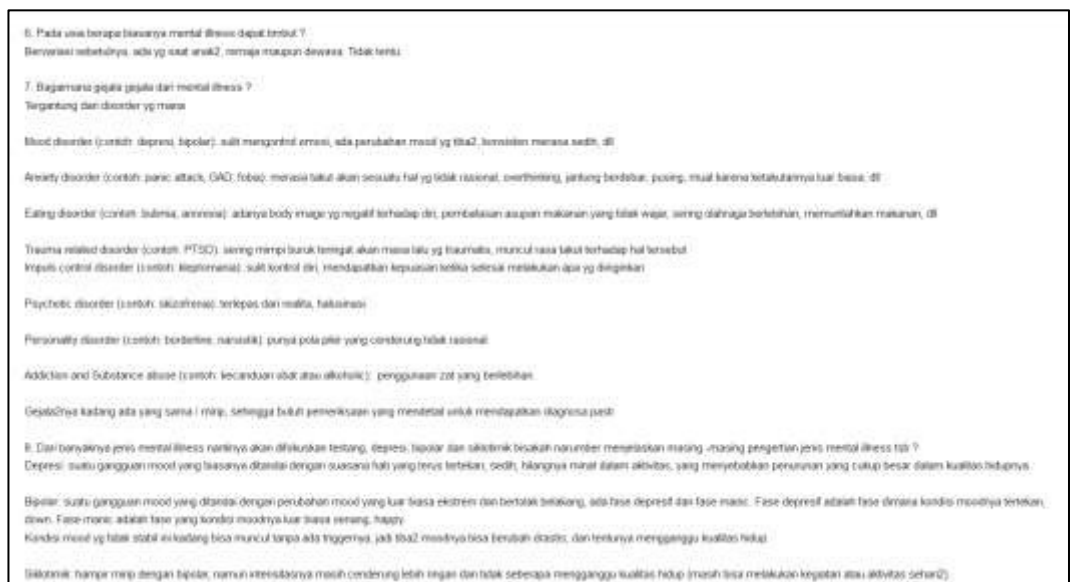 6. Pada usia berapa biasanya mental illness dapat timbul ?
Bervariasi sebetulnya, ada yg saat anak2, remaja maupun dewasa. Tidak tentu.
7. Bagaimana gejala gejala dari mental illness ?
Tergantung dari disorder yg mana
Mood disorder (contoh: depresi, bipolar): sulit mengontrol emosi, ada perubahan mood yg tiba2, konsisten merasa sedih, dll
Anxiety disorder (contoh: panic attack, GAD, fobia): merasa takut akan sesuatu hal yg tidak rasional, overthinking, jantung berdebar, pusing, mual karena ketakutannya luar biasa, dll
Eating disorder (contoh: bulimia, anorexia): adanya body image yg negatif terhadap diri, pembatasan asupan makanan yang tidak wajar, sering olahraga berlebihan, memuntahkan makanan, dll
Trauma related disorder (contoh: PTSD): sering mimpi buruk teringat akan masa lalu yg traumatis, muncul rasa takut terhadap hal tersebut
Impuls control disorder (contoh: kleptomania): sulit kontrol diri, mendapatkan kepuasan ketika selesai melakukan apa yg diinginkan
Psychotic disorder (contoh: skizofrenia): terlepas dari realita, halusinasi
Personality disorder (contoh: borderline, narsistik): punya pola pikir yang cenderung tidak rasional
Addiction and Substance abuse (contoh: kecanduan obat atau alkoholic): penggunaan zat yang berlebihan
Gejala2nya kadang ada yang sama / mirip, sehingga butuh pemeriksaan yang mendetail untuk mendapatkan diagnosa pasti
8. Dari banyaknya jenis mental illness nantinya akan difokuskan tentang, depresi, bipolar dan siklotimik bisakah narumber menjelaskan masing -masing pengertian jenis mental illness tsb ?
Depresi: suatu gangguan mood yang biasanya ditandai dengan suasana hati yang terus tertekan, sedih, hilangnya minat dalam aktivitas, yang menyebabkan penurunan yang cukup besar dalam kualitas hidupnya.
Bipolar: suatu gangguan mood yang ditandai dengan perubahan mood yang luar biasa ekstrem dan bertolak belakang, ada fase depresif dan fase manic. Fase depresif adalah fase dimana kondisi moodnya tertekan,
down. Fase manic adalah fase yang kondisi moodnya luar biasa senang, happy.
Kondisi mood yg tidak stabil ini kadang bisa muncul tanpa ada triggernya, jadi tiba2 moodnya bisa berubah drastis, dan tentunya mengganggu kualitas hidup
Siklotimik: hampir mirip dengan bipolar, namun intensitasnya masih cenderung lebih ringan dan tidak seberapa mengganggu kualitas hidup (masih bisa melakukan kegiatan atau aktivitas sehari2)